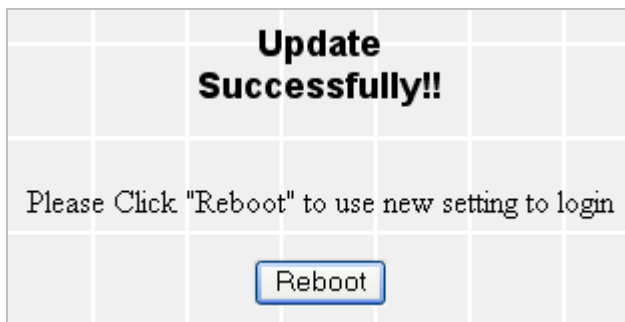 Update
Successfully!!
Please Click "Reboot" to use new setting to login
Reboot